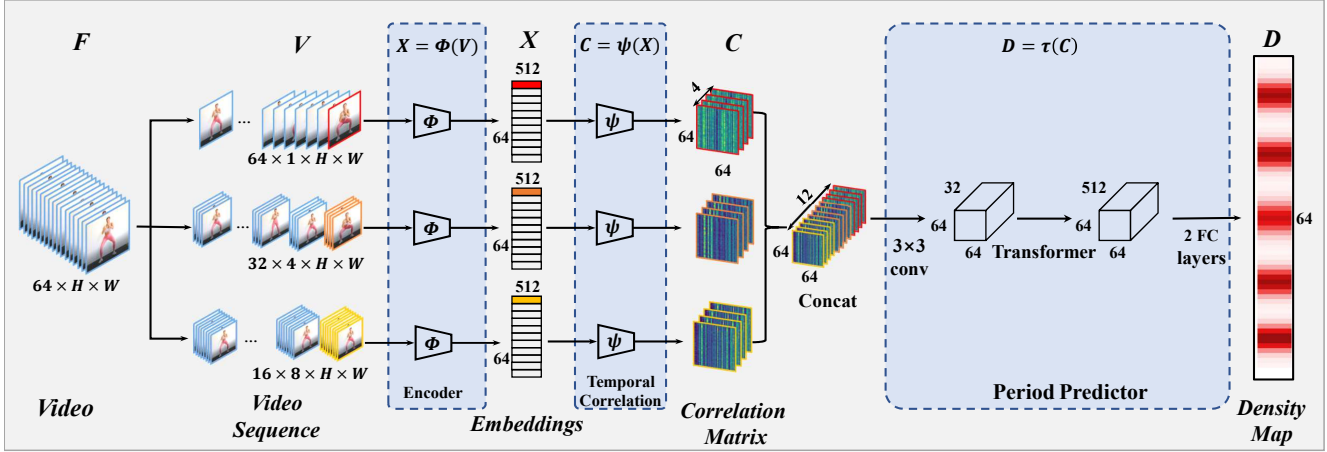 F
V
X = Φ(V)
X
C = ψ(X)
C
D = τ(C)
D
512
4
...
Φ
ψ
64
64
64
64 × 1 × H × W
512
12
32
512
...
Φ
ψ
64
64
64
64
3×3
conv
Transformer
2 FC
layers
64
64
64
64
Concat
64 × H × W
32 × 4 × H × W
512
...
Φ
ψ
64
16 × 8 × H × W
Encoder
Temporal
Correlation
Period Predictor
Video
Video
Sequence
Embeddings
Correlation
Matrix
Density
Map